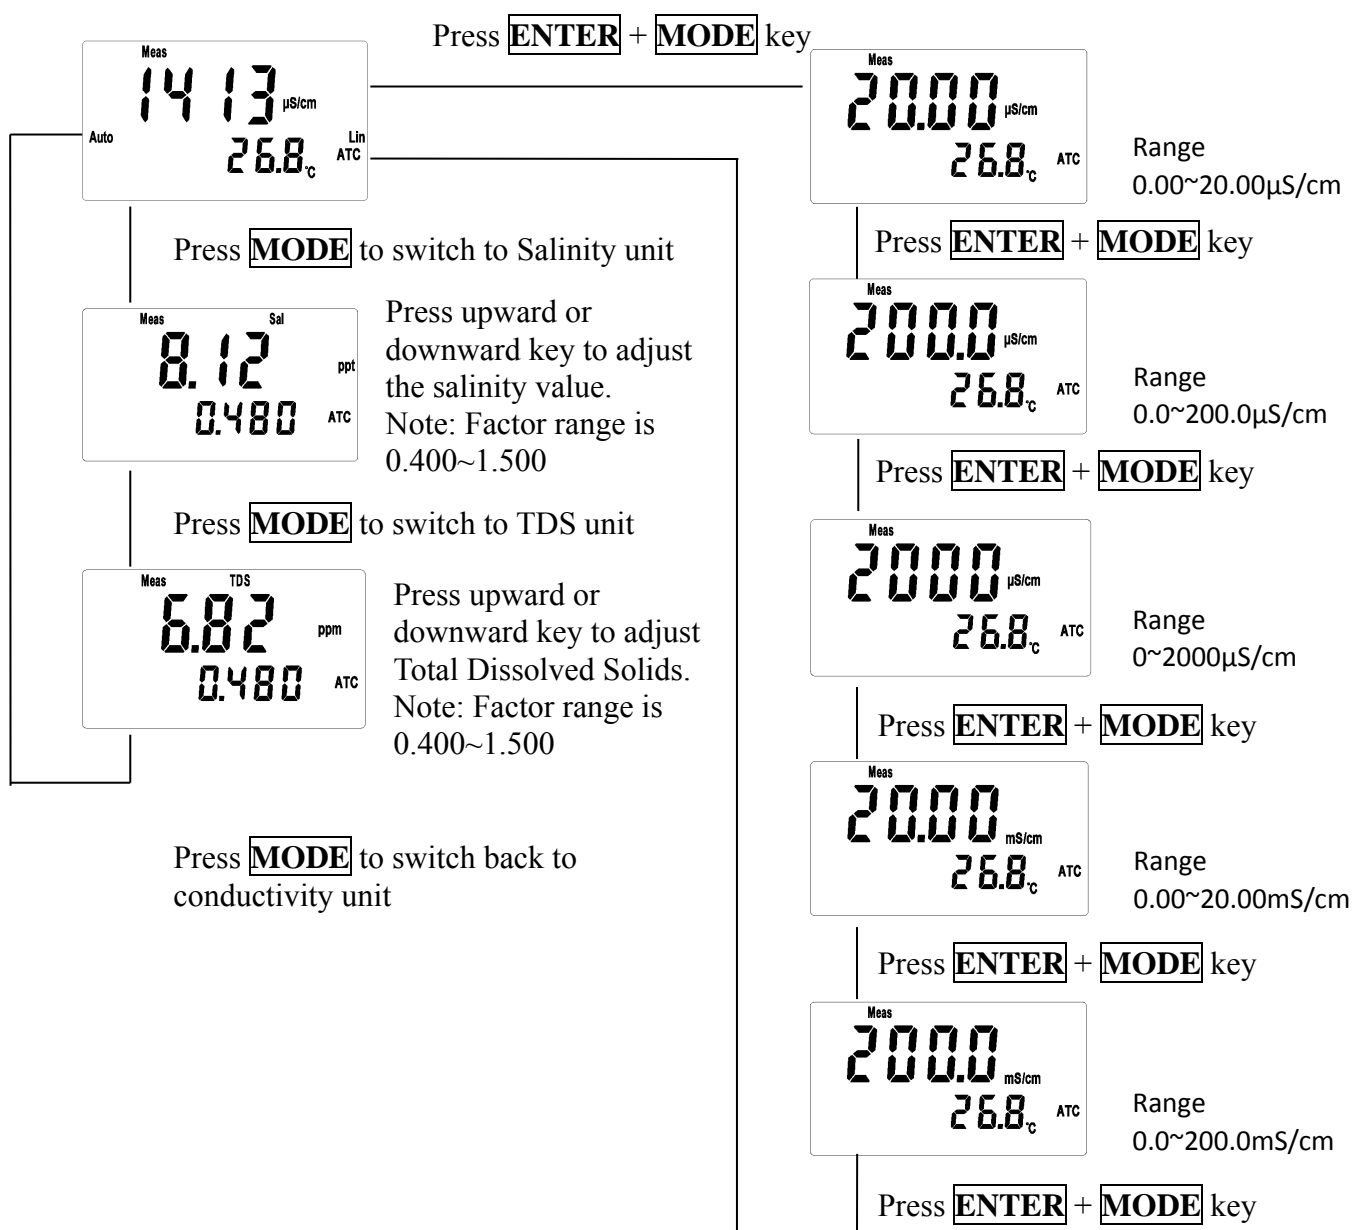 Press ENTER + MODE key
Meas
1413 µS/cm
Auto
26.8 °C
Lin
ATC
Press MODE to switch to Salinity unit
Meas Sal
8.12 ppt
0.480 ATC
Press upward or
downward key to adjust
the salinity value.
Note: Factor range is
0.400~1.500
Press MODE to switch to TDS unit
Meas TDS
6.82 ppm
0.480 ATC
Press upward or
downward key to adjust
Total Dissolved Solids.
Note: Factor range is
0.400~1.500
Press MODE to switch back to
conductivity unit
Meas
20.00 µS/cm
26.8 °C ATC
Range
0.00~20.00µS/cm
Press ENTER + MODE key
Meas
200.0 µS/cm
26.8 °C ATC
Range
0.0~200.0µS/cm
Press ENTER + MODE key
Meas
2000 µS/cm
26.8 °C ATC
Range
0~2000µS/cm
Press ENTER + MODE key
Meas
20.00 mS/cm
26.8 °C ATC
Range
0.00~20.00mS/cm
Press ENTER + MODE key
Meas
200.0 mS/cm
26.8 °C ATC
Range
0.0~200.0mS/cm
Press ENTER + MODE key